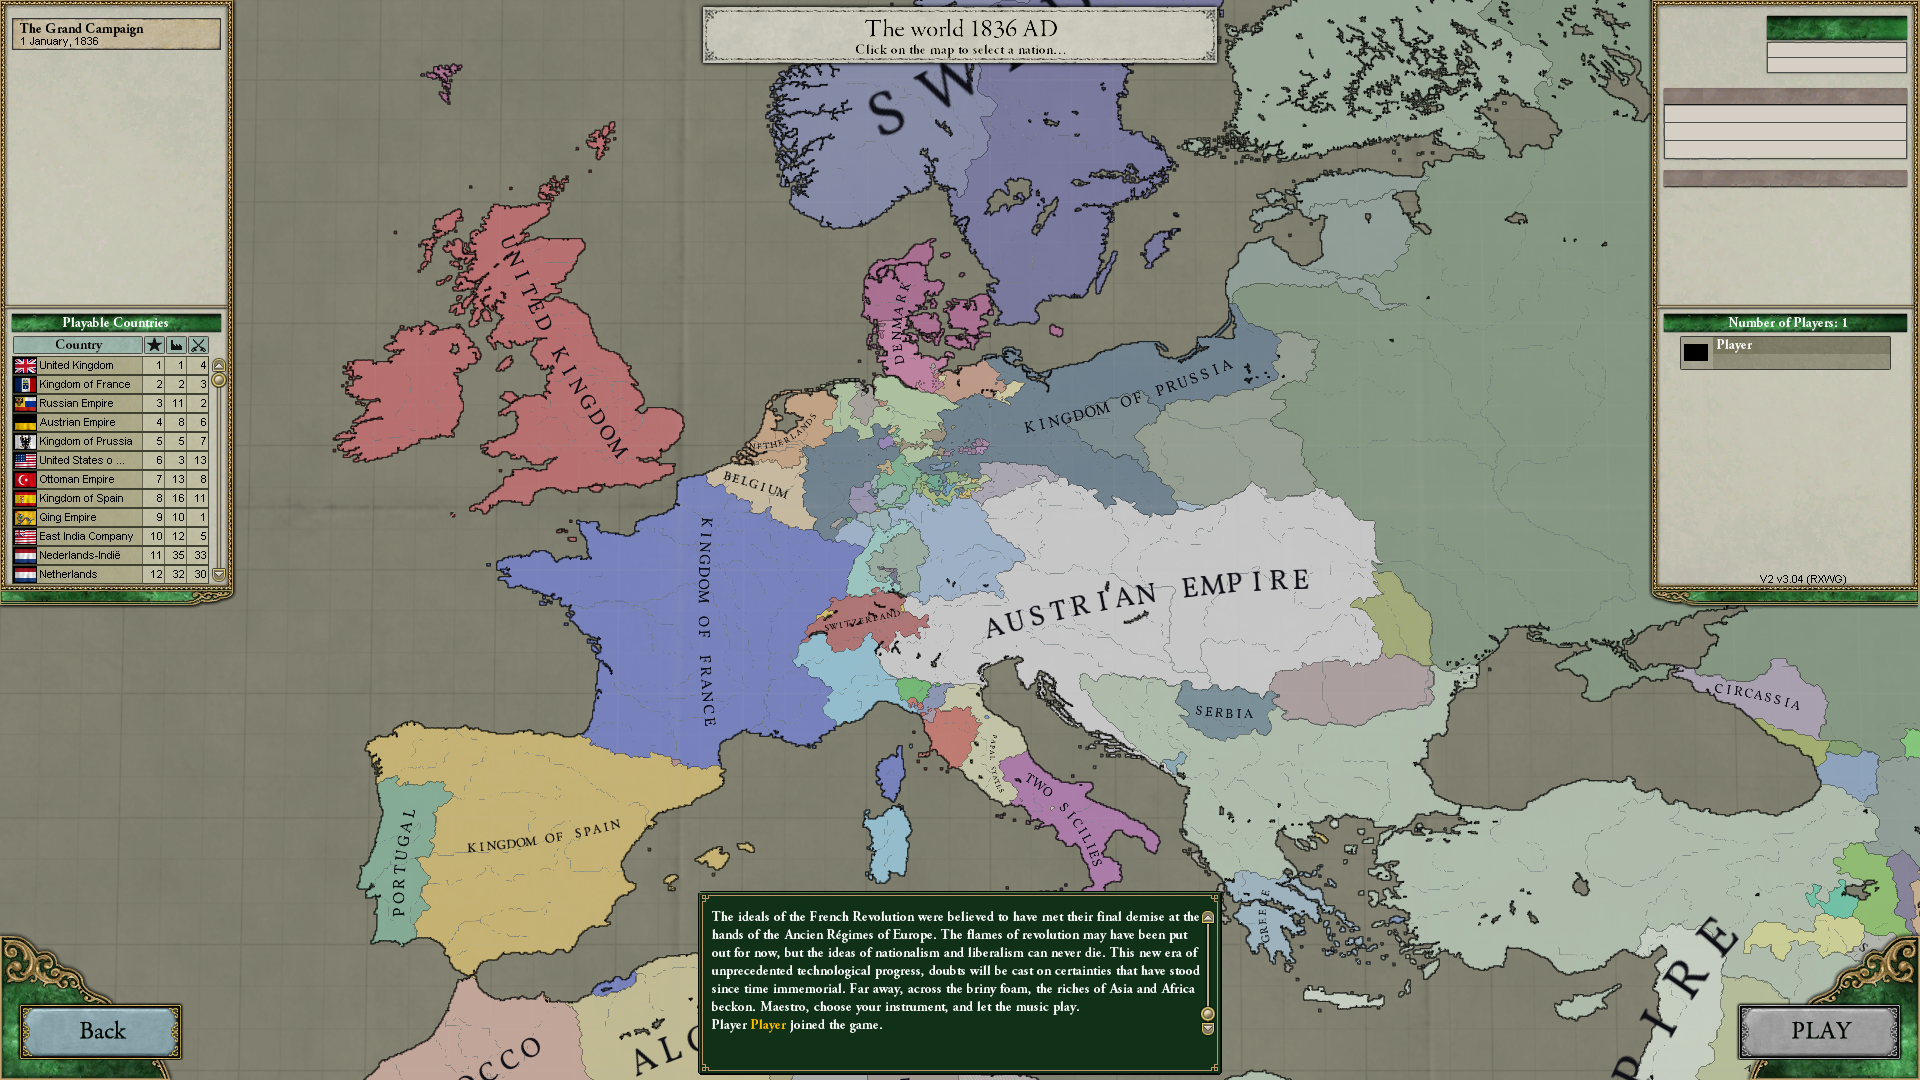 The Grand Campaign
1 January, 1836
The world 1836 AD
Click on the map to select a nation...
Playable Countries
Country
United Kingdom 1 1 4
Kingdom of France 2 2 3
Russian Empire 3 11 2
Austrian Empire 4 8 6
Kingdom of Prussia 5 5 7
United States o ... 6 3 13
Ottoman Empire 7 13 8
Kingdom of Spain 8 16 11
Qing Empire 9 10 1
East India Company 10 12 5
Nederlands-Indië 11 35 33
Netherlands 12 32 30
Number of Players: 1
Player
V2 v3.04 (RXWG)
SW
UNITED KINGDOM
DENMARK
NETHERLANDS
BELGIUM
KINGDOM OF PRUSSIA
KINGDOM OF FRANCE
SWITZERLAND
AUSTRIAN EMPIRE
SERBIA
CIRCASSIA
PAPAL STATES
TWO SICILIES
PORTUGAL
KINGDOM OF SPAIN
GREECE
PIRE
OCCO
ALG
The ideals of the French Revolution were believed to have met their final demise at the
hands of the Ancien Régimes of Europe. The flames of revolution may have been put
out for now, but the ideas of nationalism and liberalism can never die. This new era of
unprecedented technological progress, doubts will be cast on certainties that have stood
since time immemorial. Far away, across the briny foam, the riches of Asia and Africa
beckon. Maestro, choose your instrument, and let the music play.
Player Player joined the game.
Back
PLAY